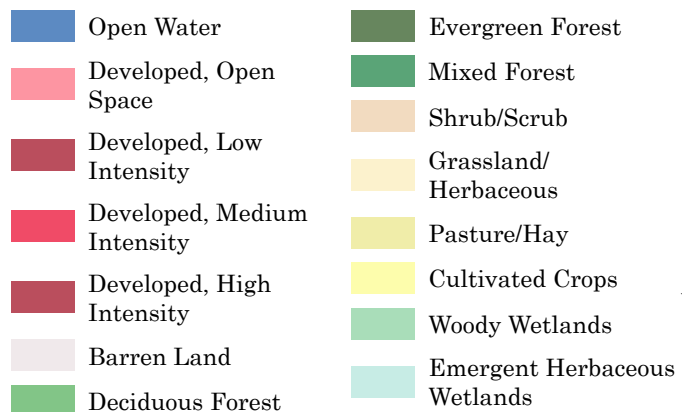 Open Water
Developed, Open
Space
Developed, Low
Intensity
Developed, Medium
Intensity
Developed, High
Intensity
Barren Land
Deciduous Forest
Evergreen Forest
Mixed Forest
Shrub/Scrub
Grassland/
Herbaceous
Pasture/Hay
Cultivated Crops
Woody Wetlands
Emergent Herbaceous
Wetlands